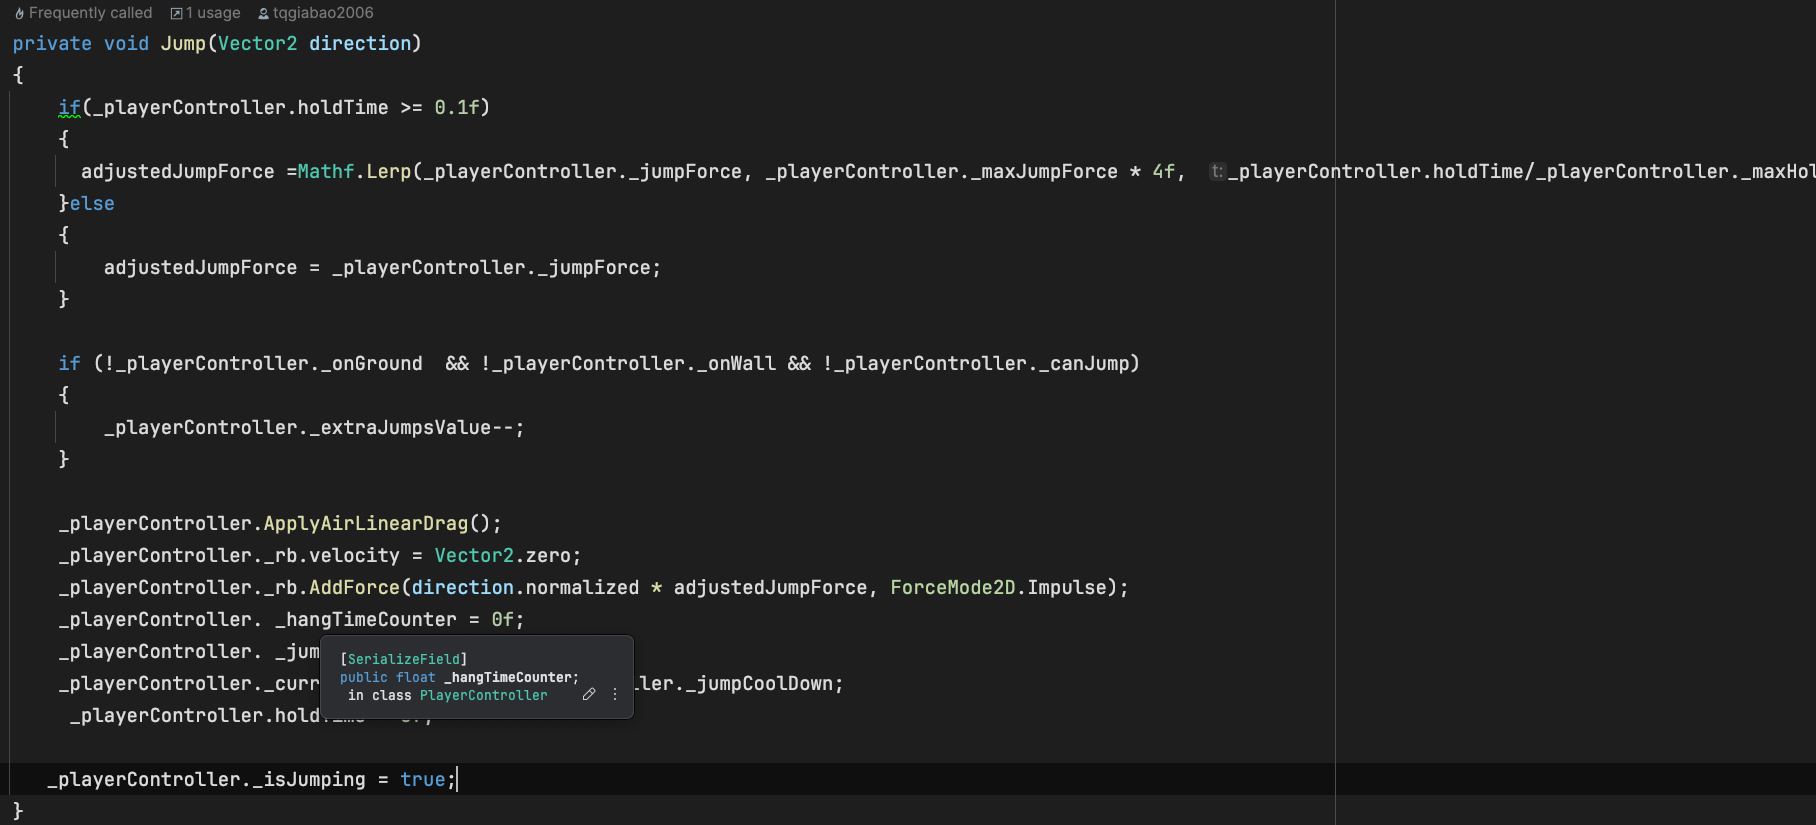 Frequently called 1 usage tqgiabao2006
private void Jump(Vector2 direction)
{
if(_playerController.holdTime >= 0.1f)
{
adjustedJumpForce =Mathf.Lerp(_playerController._jumpForce, _playerController._maxJumpForce * 4f, t: _playerController.holdTime/_playerController._maxHol
}else
{
adjustedJumpForce = _playerController._jumpForce;
}
if (!_playerController._onGround  && !_playerController._onWall && !_playerController._canJump)
{
_playerController._extraJumpsValue--;
}
_playerController.ApplyAirLinearDrag();
_playerController._rb.velocity = Vector2.zero;
_playerController._rb.AddForce(direction.normalized * adjustedJumpForce, ForceMode2D.Impulse);
_playerController. _hangTimeCounter = 0f;
_playerController. _jum
[SerializeField]
public float _hangTimeCounter;
in class PlayerController
_playerController._curr ler._jumpCoolDown;
_playerController.hold
_playerController._isJumping = true;
}